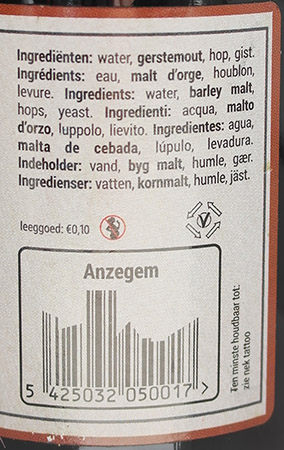 Ingrediënten: water, gerstemout, hop, gist.
Ingrédients: eau, malt d'orge, houblon,
levure. Ingredients: water, barley malt,
hops, yeast. Ingredienti: acqua, malto
d'orzo, luppolo, lievito. Ingredientes: agua,
malta de cebada, lúpulo, levadura.
Indeholder: vand, byg malt, humle, gær.
Ingredienser: vatten, kornmalt, humle, jäst.
leeggoed: €0,10
Anzegem
5 425032 050017 >
Ten minste houdbaar tot:
zie nek tattoo